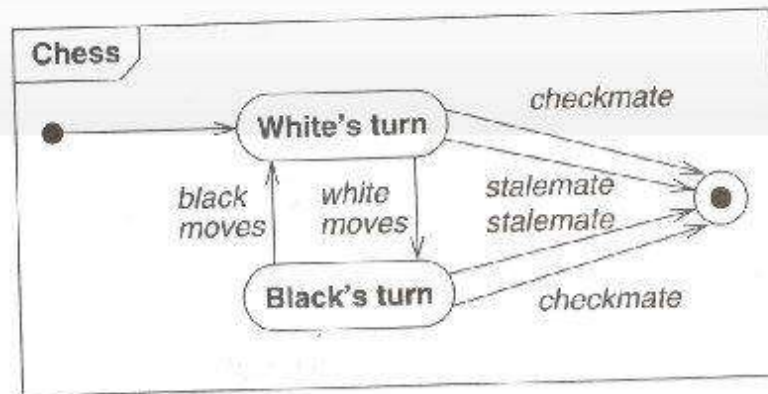 Chess
checkmate
White's turn
black
moves
white
moves
stalemate
stalemate
Black's turn
checkmate